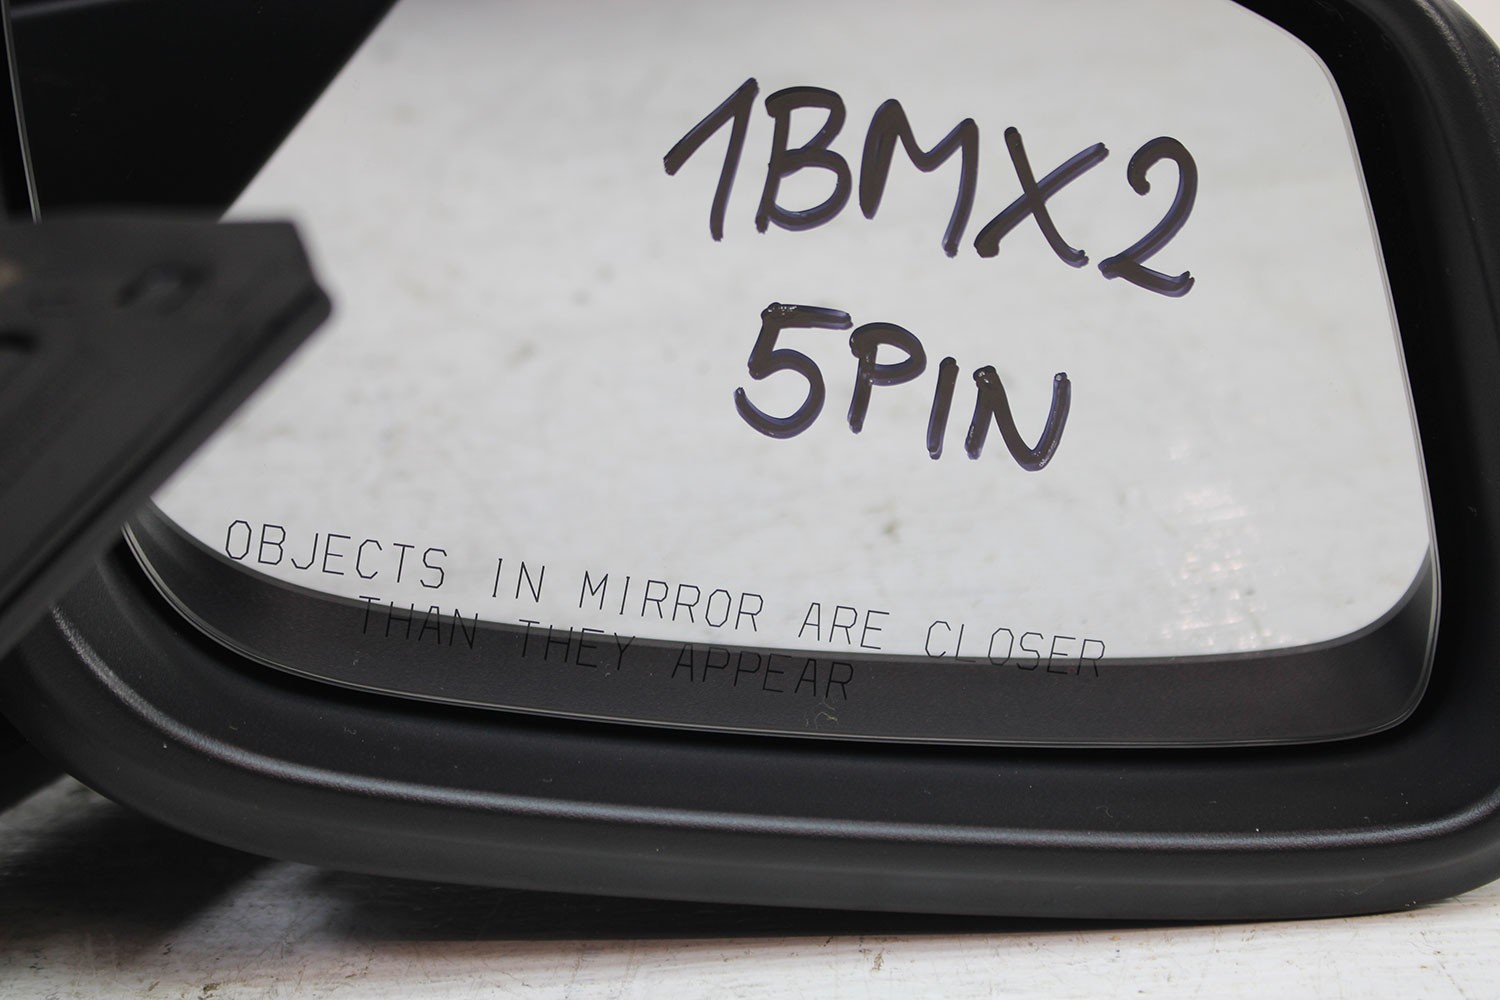 1BMX2
5PIN
OBJECTS IN MIRROR ARE CLOSER
THAN THEY APPEAR